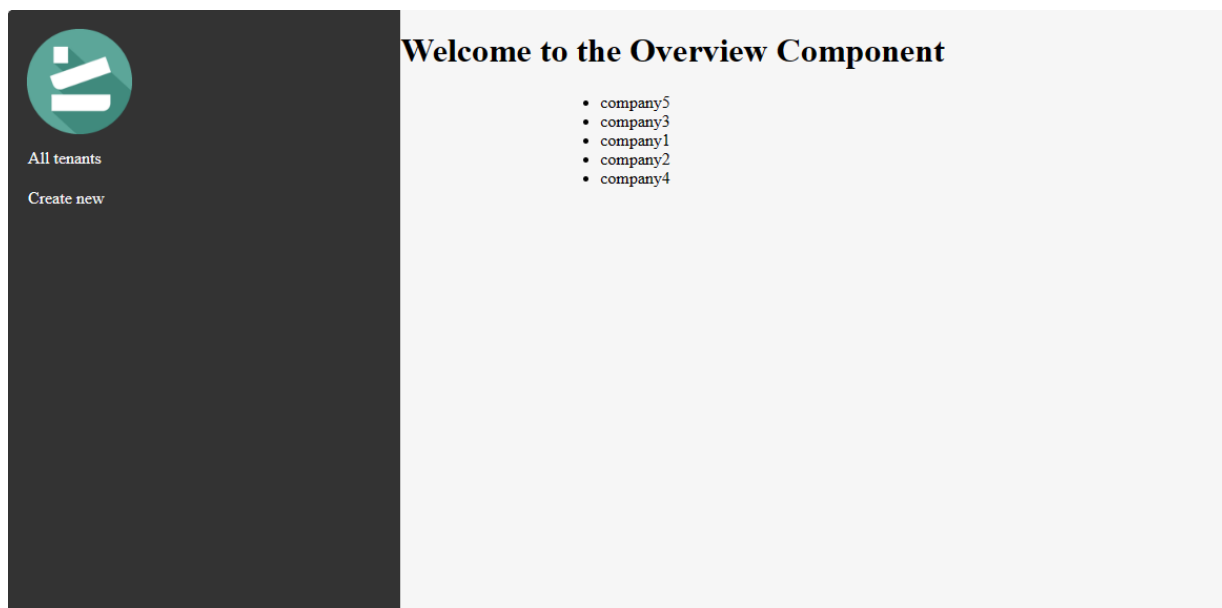 All tenants
Create new
Welcome to the Overview Component
company5
company3
company1
company2
company4